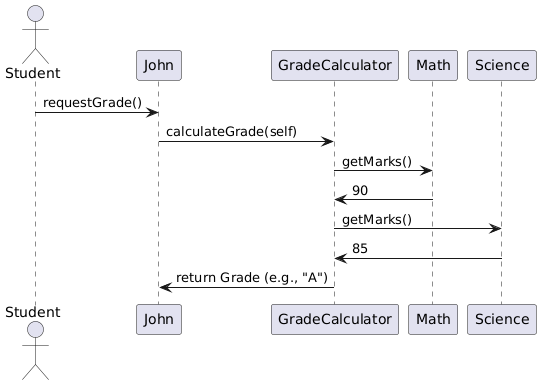 Student
John
GradeCalculator
Math
Science
requestGrade()
calculateGrade(self)
getMarks()
90
getMarks()
85
return Grade (e.g., "A")
Student
John
GradeCalculator
Math
Science